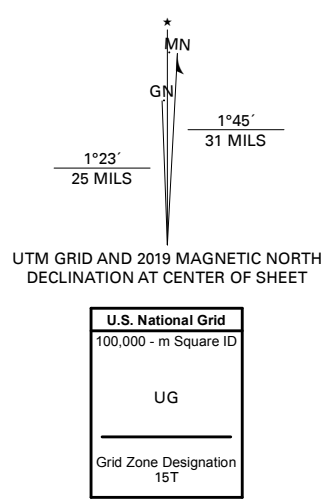 ★
MN
GN
1°45´
31 MILS
1°23´
25 MILS
UTM GRID AND 2019 MAGNETIC NORTH
DECLINATION AT CENTER OF SHEET
U.S. National Grid
100,000 - m Square ID
UG
Grid Zone Designation
15T